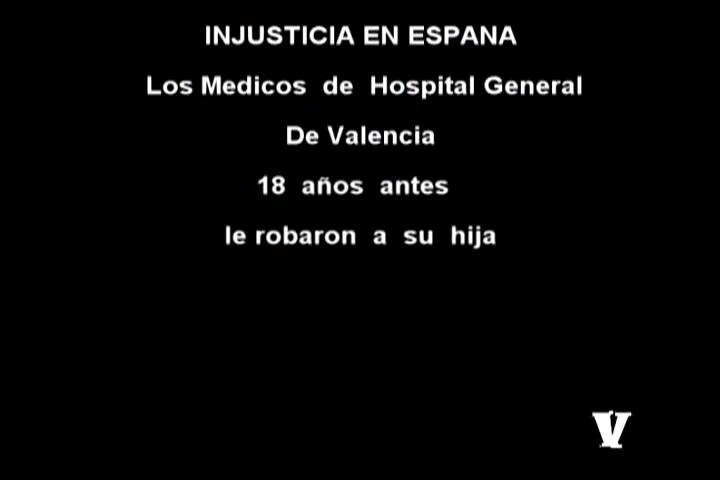 INJUSTICIA EN ESPANA
Los Medicos de Hospital General
De Valencia
18 años antes
le robaron a su hija
V